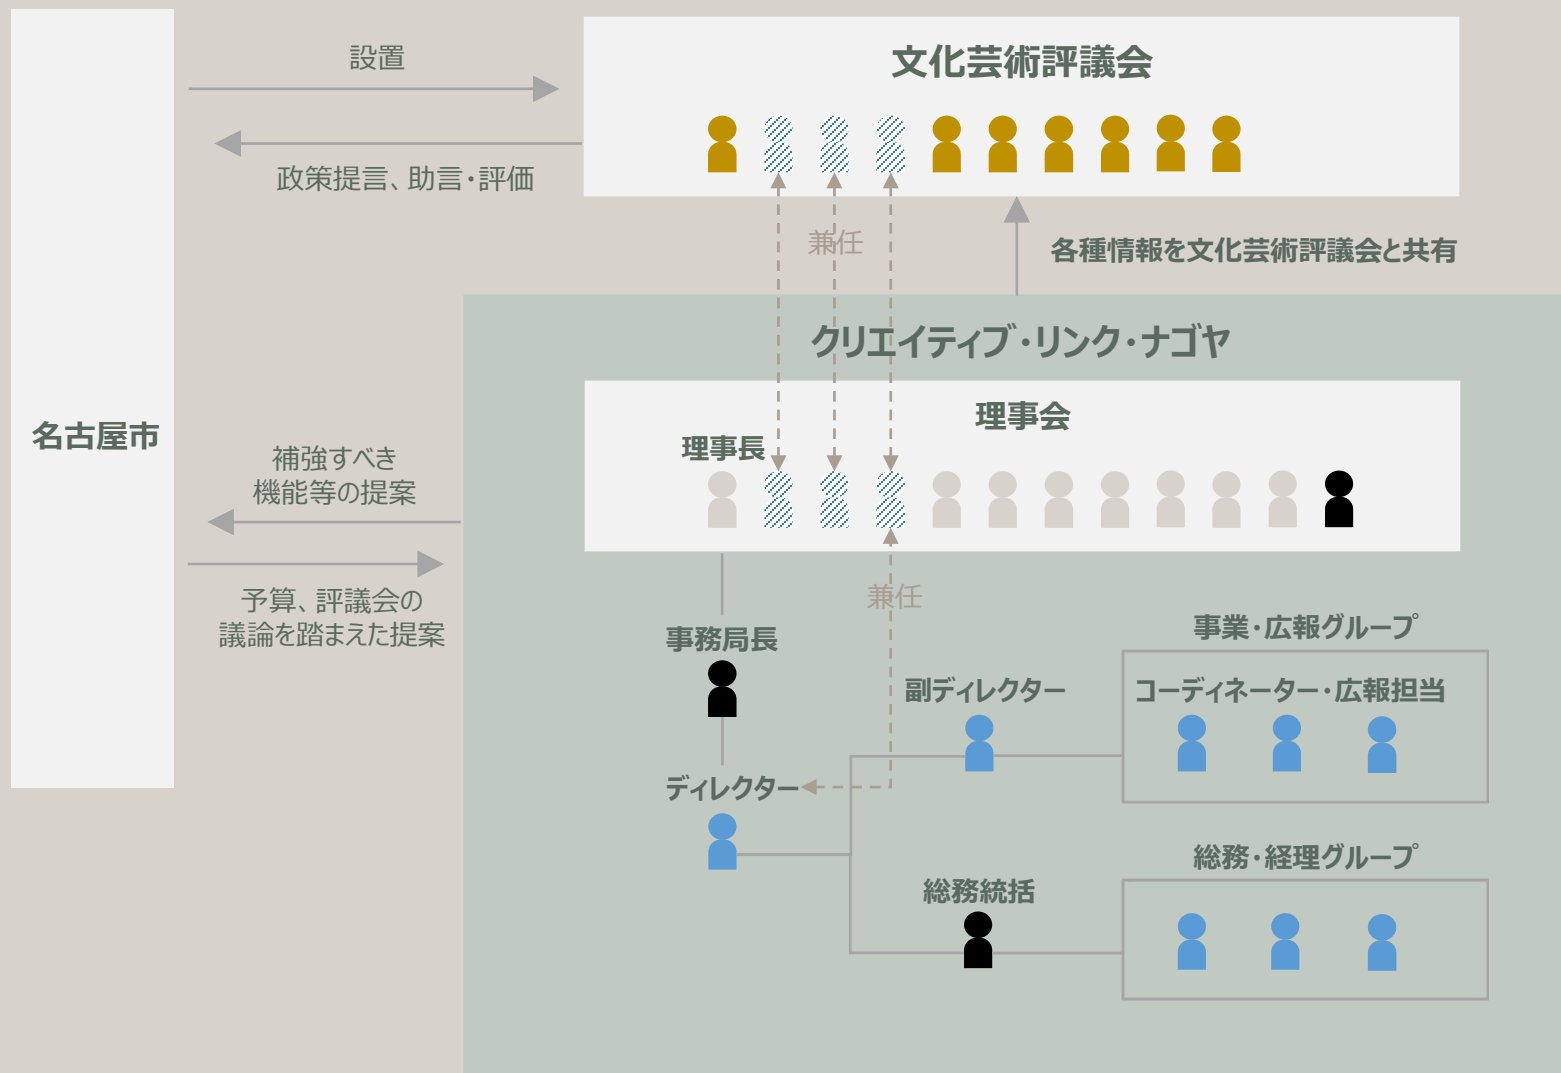 設置
文化芸術評議会
政策提言、助言・評価
兼任
各種情報を文化芸術評議会と共有
クリエイティブ・リンク・ナゴヤ
理事会
名古屋市
理事長
補強すべき
機能等の提案
予算、評議会の
議論を踏まえた提案
兼任
事務局長
事業・広報グループ
副ディレクター
コーディネーター・広報担当
ディレクター
総務・経理グループ
総務統括